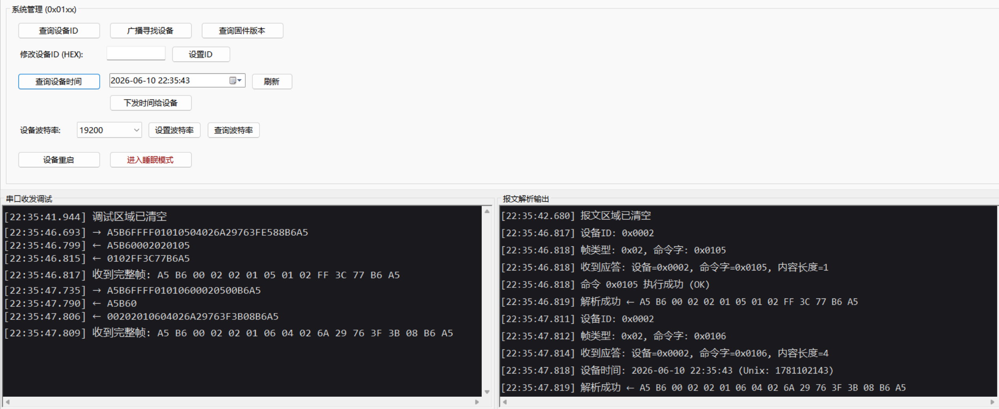 系统管理 (0x01xx)
查询设备ID 广播寻找设备 查询固件版本
修改设备ID (HEX): 设置ID
查询设备时间 2026-06-10 22:35:43 刷新
下发时间给设备
设备波特率: 19200 设置波特率 查询波特率
设备重启 进入睡眠模式
串口收发调试
[22:35:41.944] 调试区域已清空
[22:35:46.693] → A5B6FFFF01010504026A29763FE588B6A5
[22:35:46.799] ← A5B60002020105
[22:35:46.815] ← 0102FF3C77B6A5
[22:35:46.817] 收到完整帧: A5 B6 00 02 02 01 05 01 02 FF 3C 77 B6 A5
[22:35:47.735] → A5B6FFFF01010600020500B6A5
[22:35:47.790] ← A5B60
[22:35:47.806] ← 00202010604026A29763F3B08B6A5
[22:35:47.809] 收到完整帧: A5 B6 00 02 02 01 06 04 02 6A 29 76 3F 3B 08 B6 A5
报文解析输出
[22:35:42.680] 报文区域已清空
[22:35:46.817] 设备ID: 0x0002
[22:35:46.818] 帧类型: 0x02, 命令字: 0x0105
[22:35:46.818] 收到应答: 设备=0x0002, 命令字=0x0105, 内容长度=1
[22:35:46.818] 命令 0x0105 执行成功 (OK)
[22:35:46.819] 解析成功 ← A5 B6 00 02 02 01 05 01 02 FF 3C 77 B6 A5
[22:35:47.811] 设备ID: 0x0002
[22:35:47.812] 帧类型: 0x02, 命令字: 0x0106
[22:35:47.814] 收到应答: 设备=0x0002, 命令字=0x0106, 内容长度=4
[22:35:47.818] 设备时间: 2026-06-10 22:35:43 (Unix: 1781102143)
[22:35:47.819] 解析成功 ← A5 B6 00 02 02 01 06 04 02 6A 29 76 3F 3B 08 B6 A5